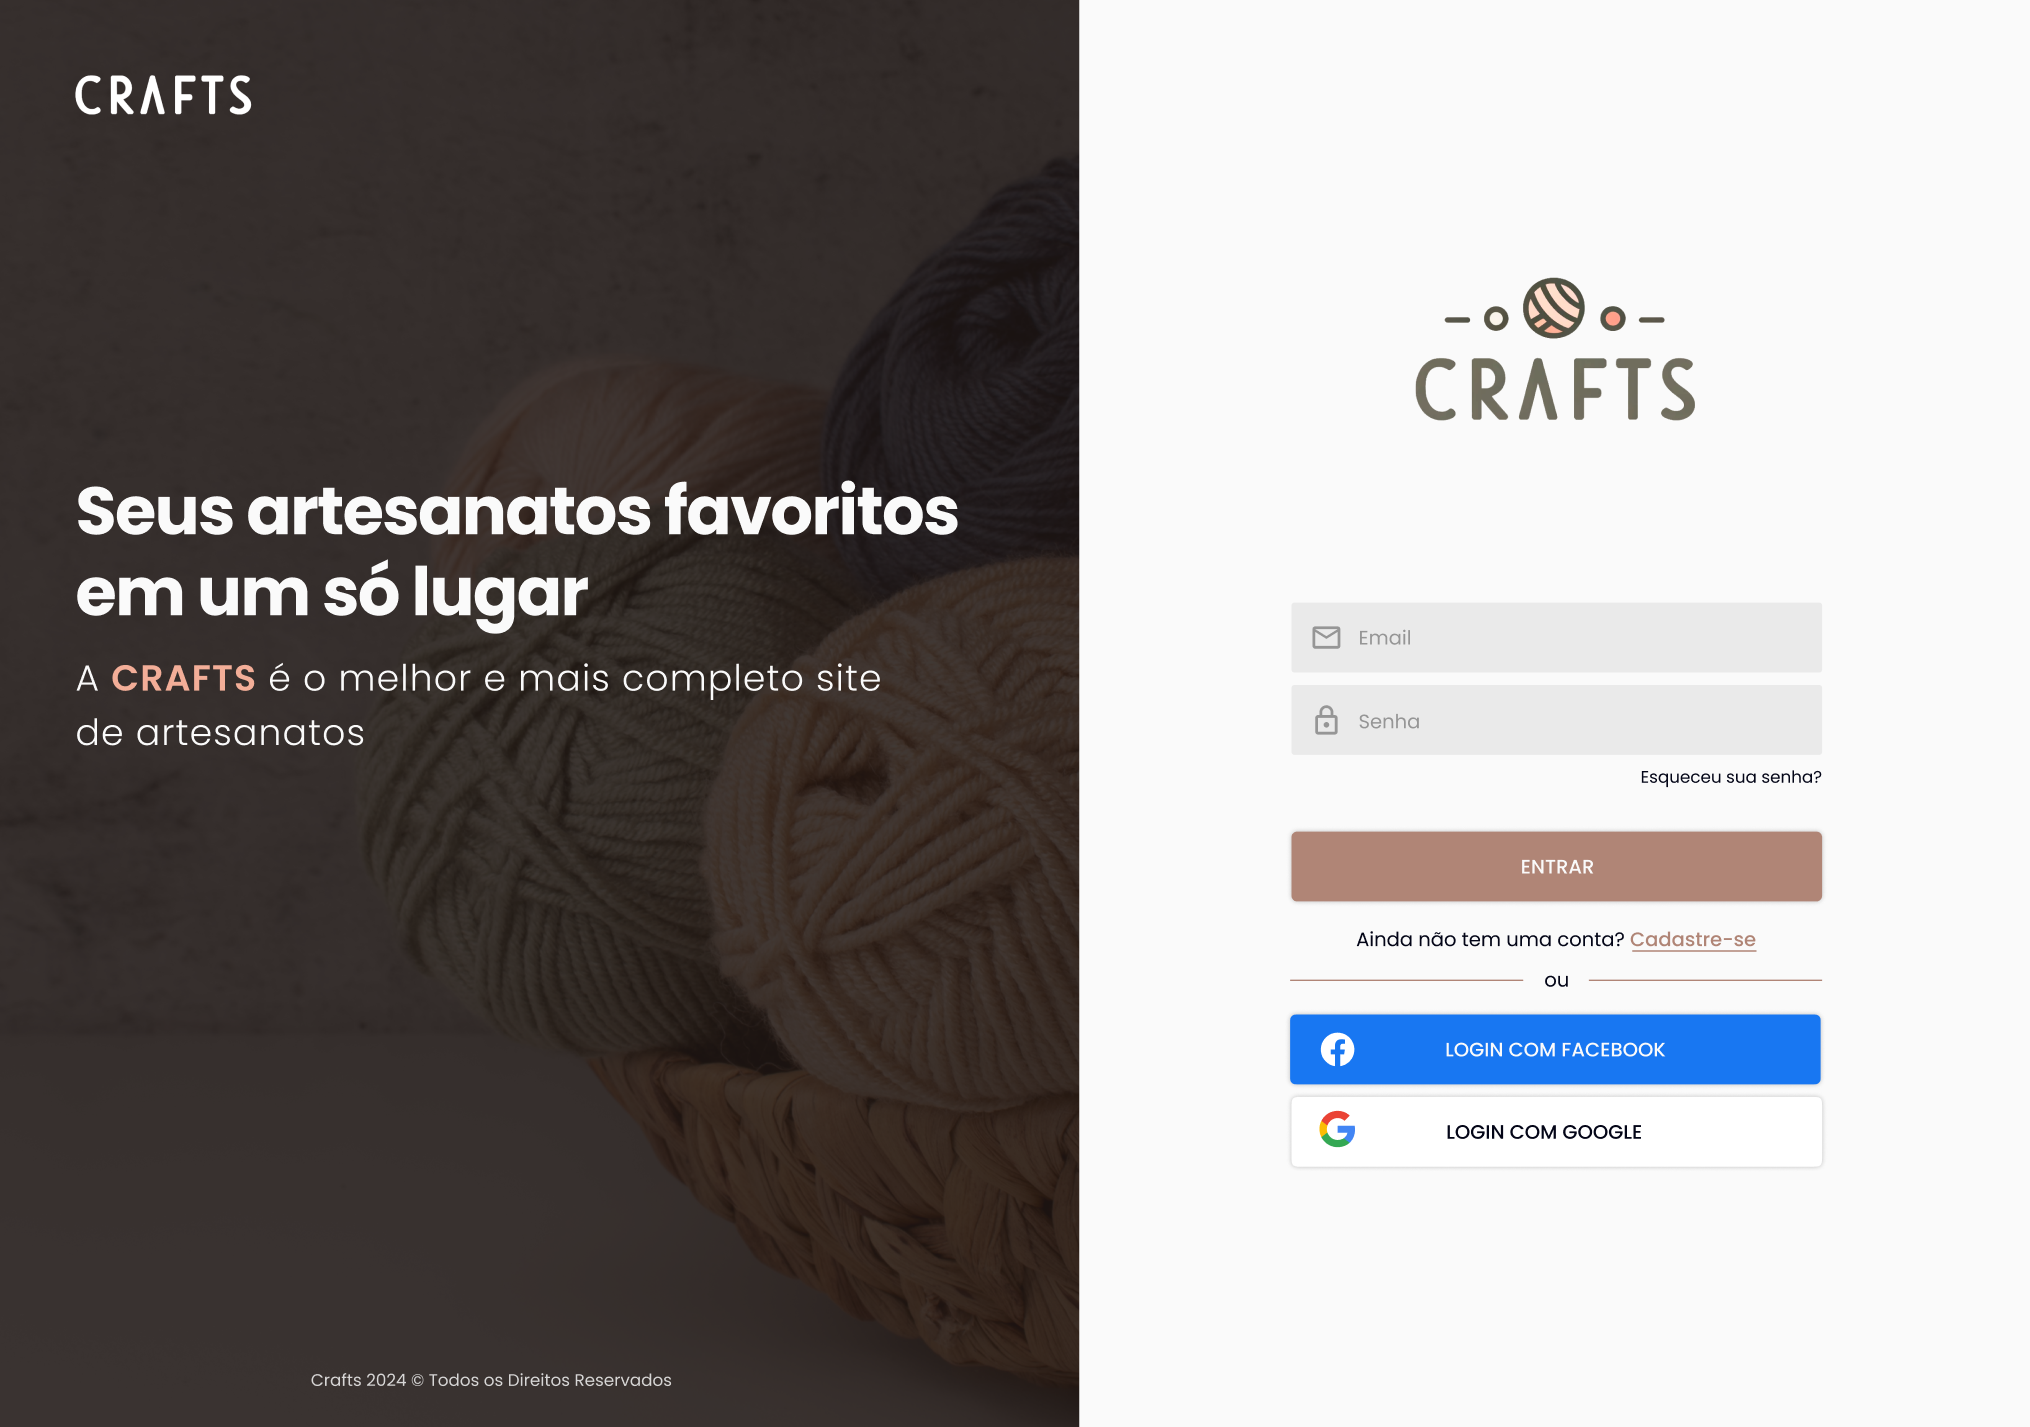 CRAFTS
Seus artesanatos favoritos
em um só lugar
A CRAFTS é o melhor e mais completo site
de artesanatos
Crafts 2024 © Todos os Direitos Reservados
CRAFTS
Email
Senha
Esqueceu sua senha?
ENTRAR
Ainda não tem uma conta? Cadastre-se
ou
LOGIN COM FACEBOOK
LOGIN COM GOOGLE